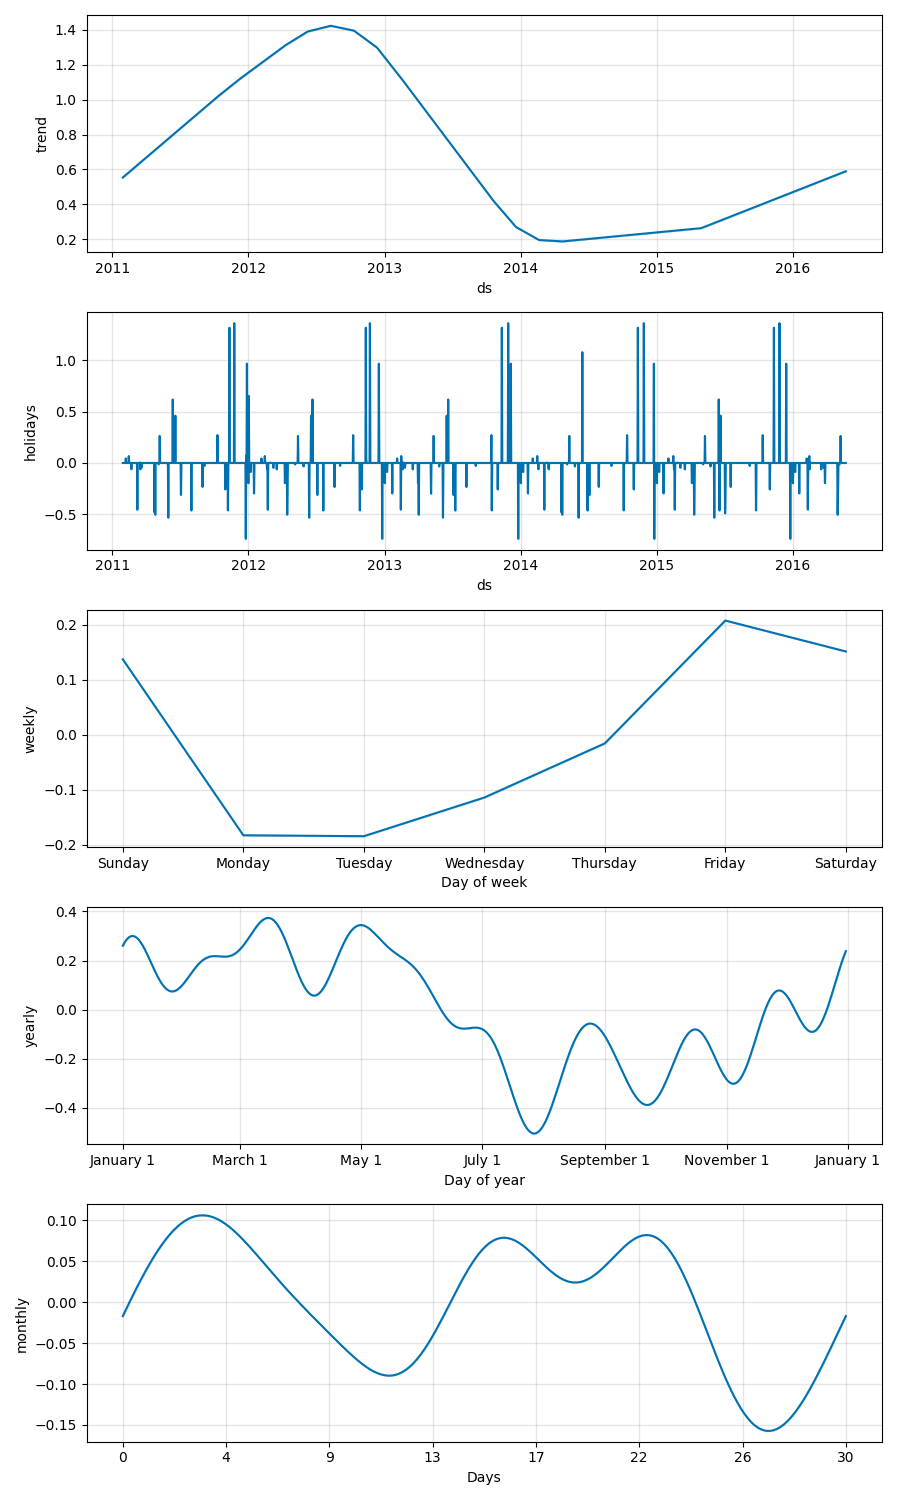 1.4
1.2
1.0
0.8
0.6
0.4
0.2
trend
2011 2012 2013 2014 2015 2016
ds
1.0
0.5
0.0
−0.5
holidays
2011 2012 2013 2014 2015 2016
ds
0.2
0.1
0.0
−0.1
−0.2
weekly
Sunday Monday Tuesday Wednesday Thursday Friday Saturday
Day of week
0.4
0.2
0.0
−0.2
−0.4
yearly
January 1 March 1 May 1 July 1 September 1 November 1 January 1
Day of year
0.10
0.05
0.00
−0.05
−0.10
−0.15
monthly
0 4 9 13 17 22 26 30
Days